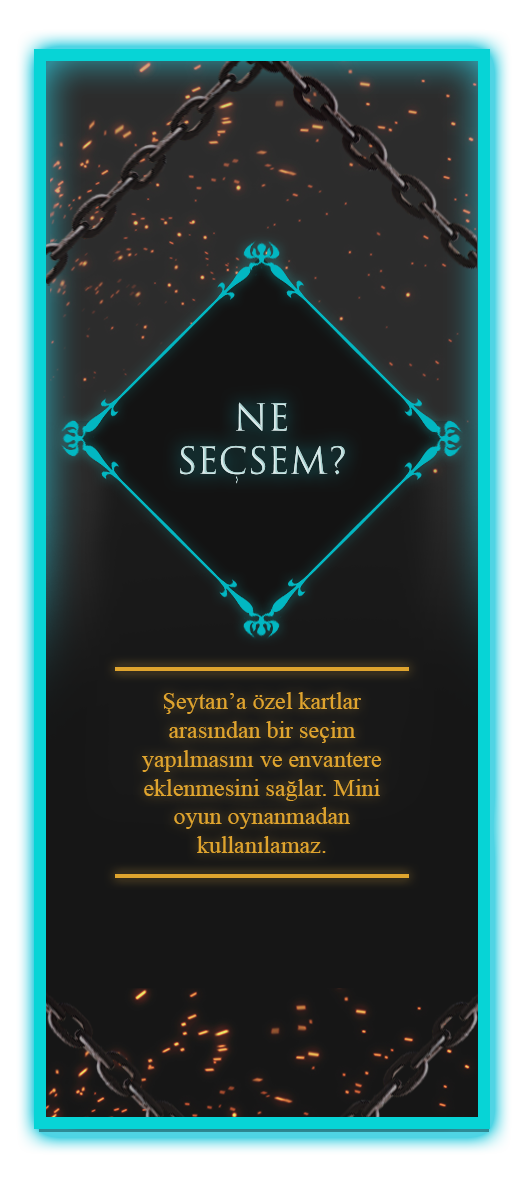 NE
SEÇSEM?
Şeytan’a özel kartlar
arasından bir seçim
yapılmasını ve envantere
eklenmesini sağlar. Mini
oyun oynanmadan
kullanılamaz.